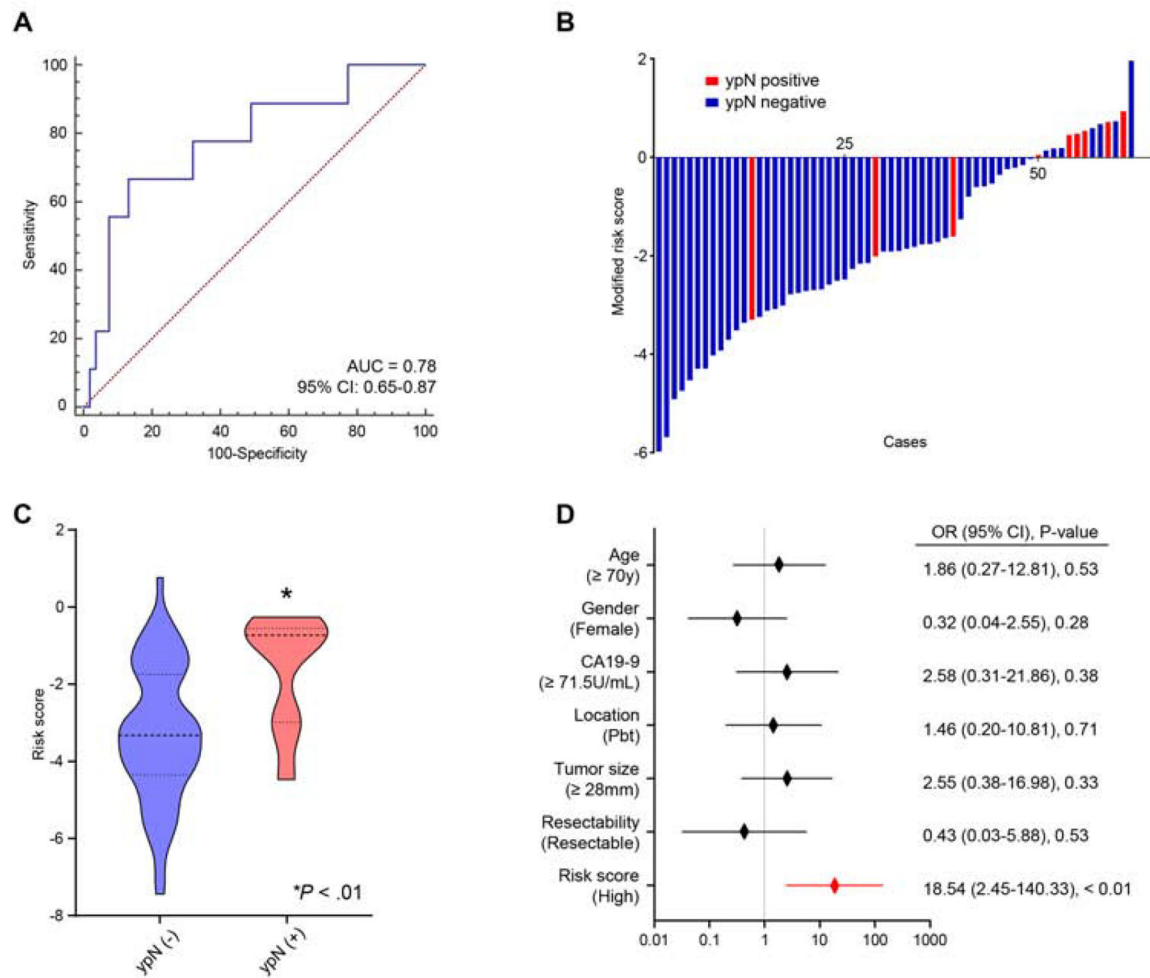 A
100
80
60
40
20
0
Sensitivity
AUC = 0.78
95% CI: 0.65-0.87
0 20 40 60 80 100
100-Specificity
B
2
0
-2
-4
-6
Modified risk score
ypN positive
ypN negative
25
50
Cases
C
2
0
-2
-4
-6
-8
Risk score
*
*P < .01
ypN (-)
ypN (+)
D
OR (95% CI), P-value
Age
(≥ 70y)
1.86 (0.27-12.81), 0.53
Gender
(Female)
0.32 (0.04-2.55), 0.28
CA19-9
(≥ 71.5U/mL)
2.58 (0.31-21.86), 0.38
Location
(Pbt)
1.46 (0.20-10.81), 0.71
Tumor size
(≥ 28mm)
2.55 (0.38-16.98), 0.33
Resectability
(Resectable)
0.43 (0.03-5.88), 0.53
Risk score
(High)
18.54 (2.45-140.33), < 0.01
0.01 0.1 1 10 100 1000